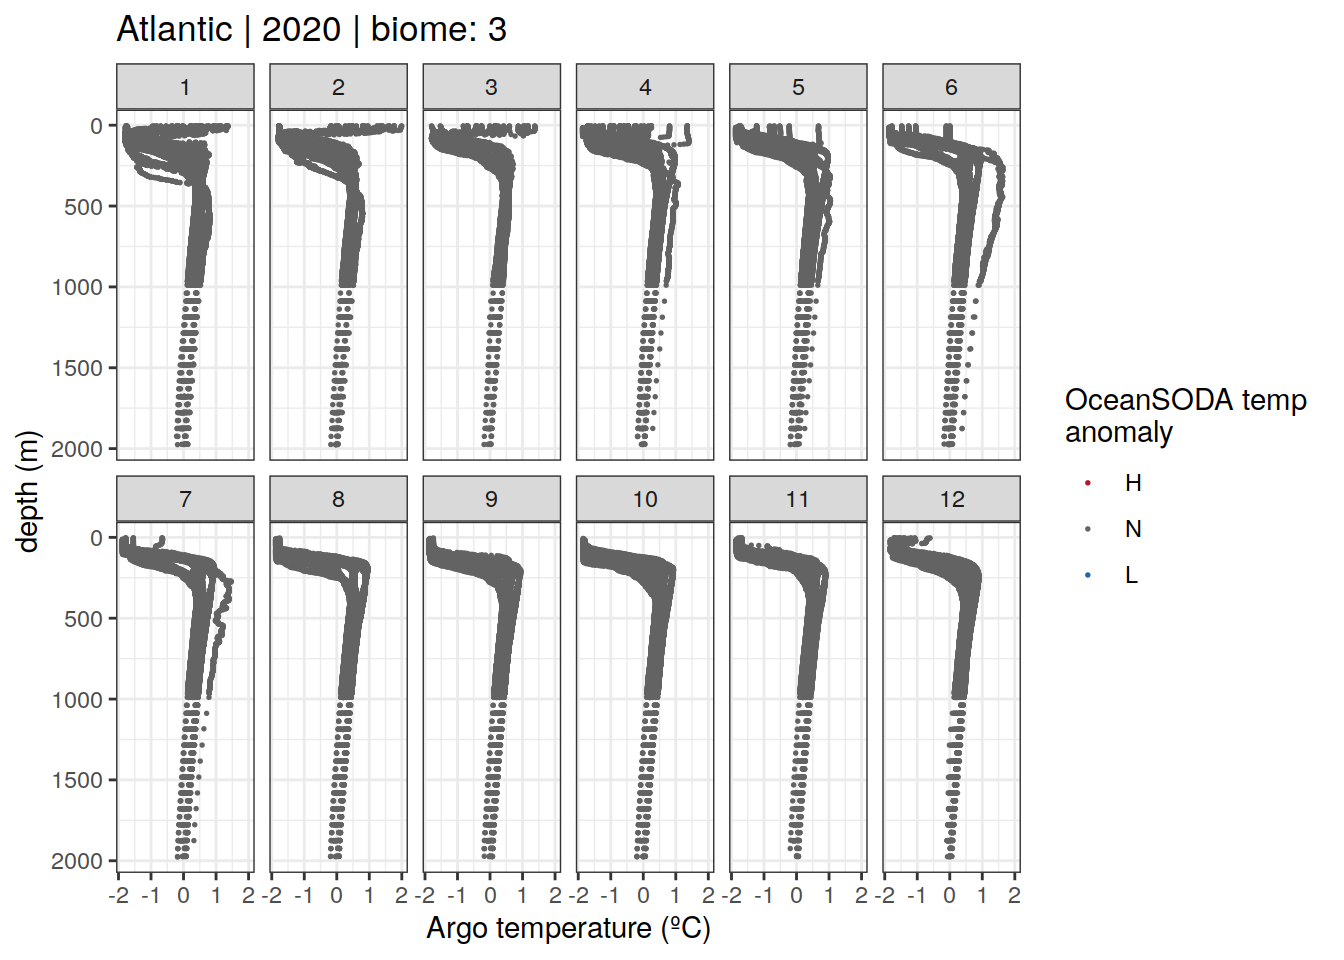 Atlantic | 2020 | biome: 3
1 2 3 4 5 6
0
500
1000
1500
2000
7 8 9 10 11 12
0
500
1000
1500
2000
-2 -1 0 1 2 -2 -1 0 1 2 -2 -1 0 1 2 -2 -1 0 1 2 -2 -1 0 1 2 -2 -1 0 1 2
depth (m)
Argo temperature (ºC)
OceanSODA temp
anomaly
H
N
L